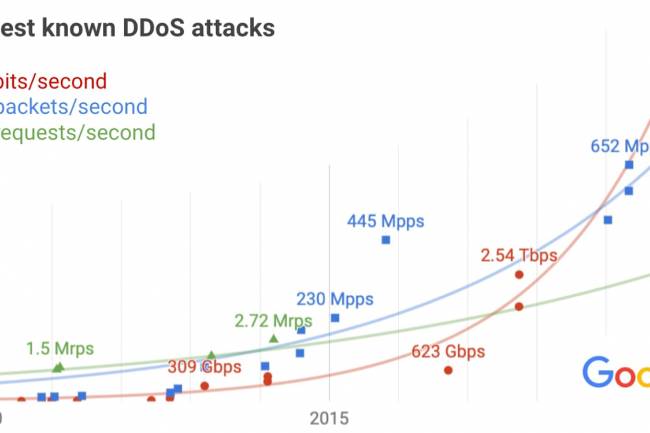 est known DDoS attacks
bits/second
packets/second
equests/second
652 Mp
445 Mpps
2.54 Tbps
230 Mpps
2.72 Mrps
1.5 Mrps
623 Gbps
309 Gbps
Goo
0
2015